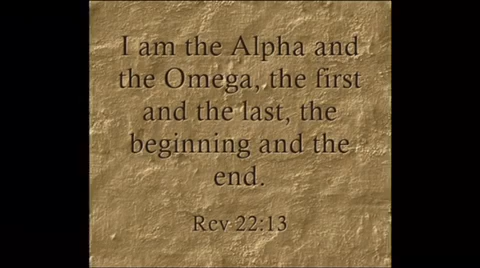 I am the Alpha and
the Omega, the first
and the last, the
beginning and the
end.
Rev 22:13